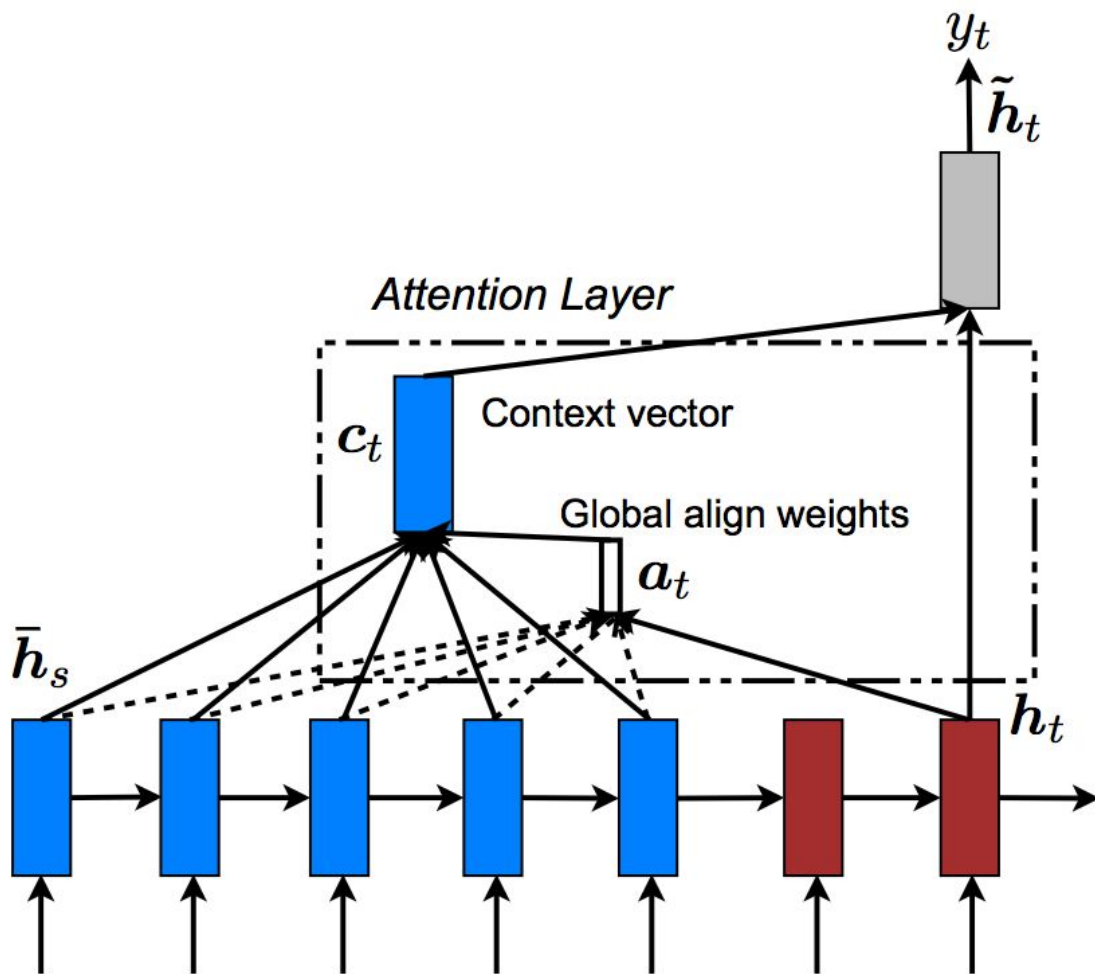 y_t
h̃_t
Attention Layer
Context vector
c_t
Global align weights
a_t
h̄_s
h_t